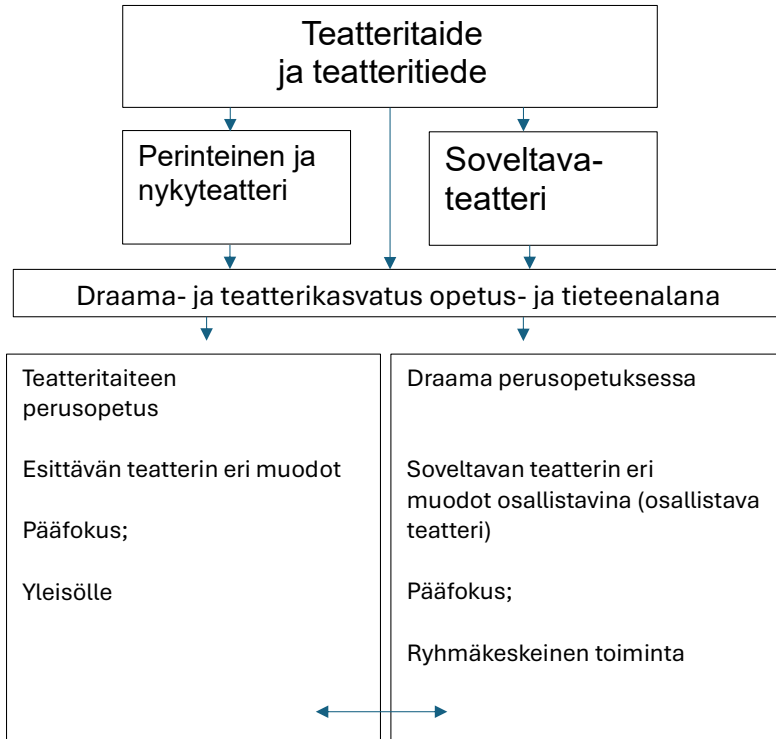 Teatteritaide
ja teatteritiede
Perinteinen ja
nykyteatteri
Soveltava-
teatteri
Draama- ja teatterikasvatus opetus- ja tieteenalana
Teatteritaiteen
perusopetus
Esittävän teatterin eri muodot
Pääfokus;
Yleisölle
Draama perusopetuksessa
Soveltavan teatterin eri
muodot osallistavina (osallistava
teatteri)
Pääfokus;
Ryhmäkeskeinen toiminta